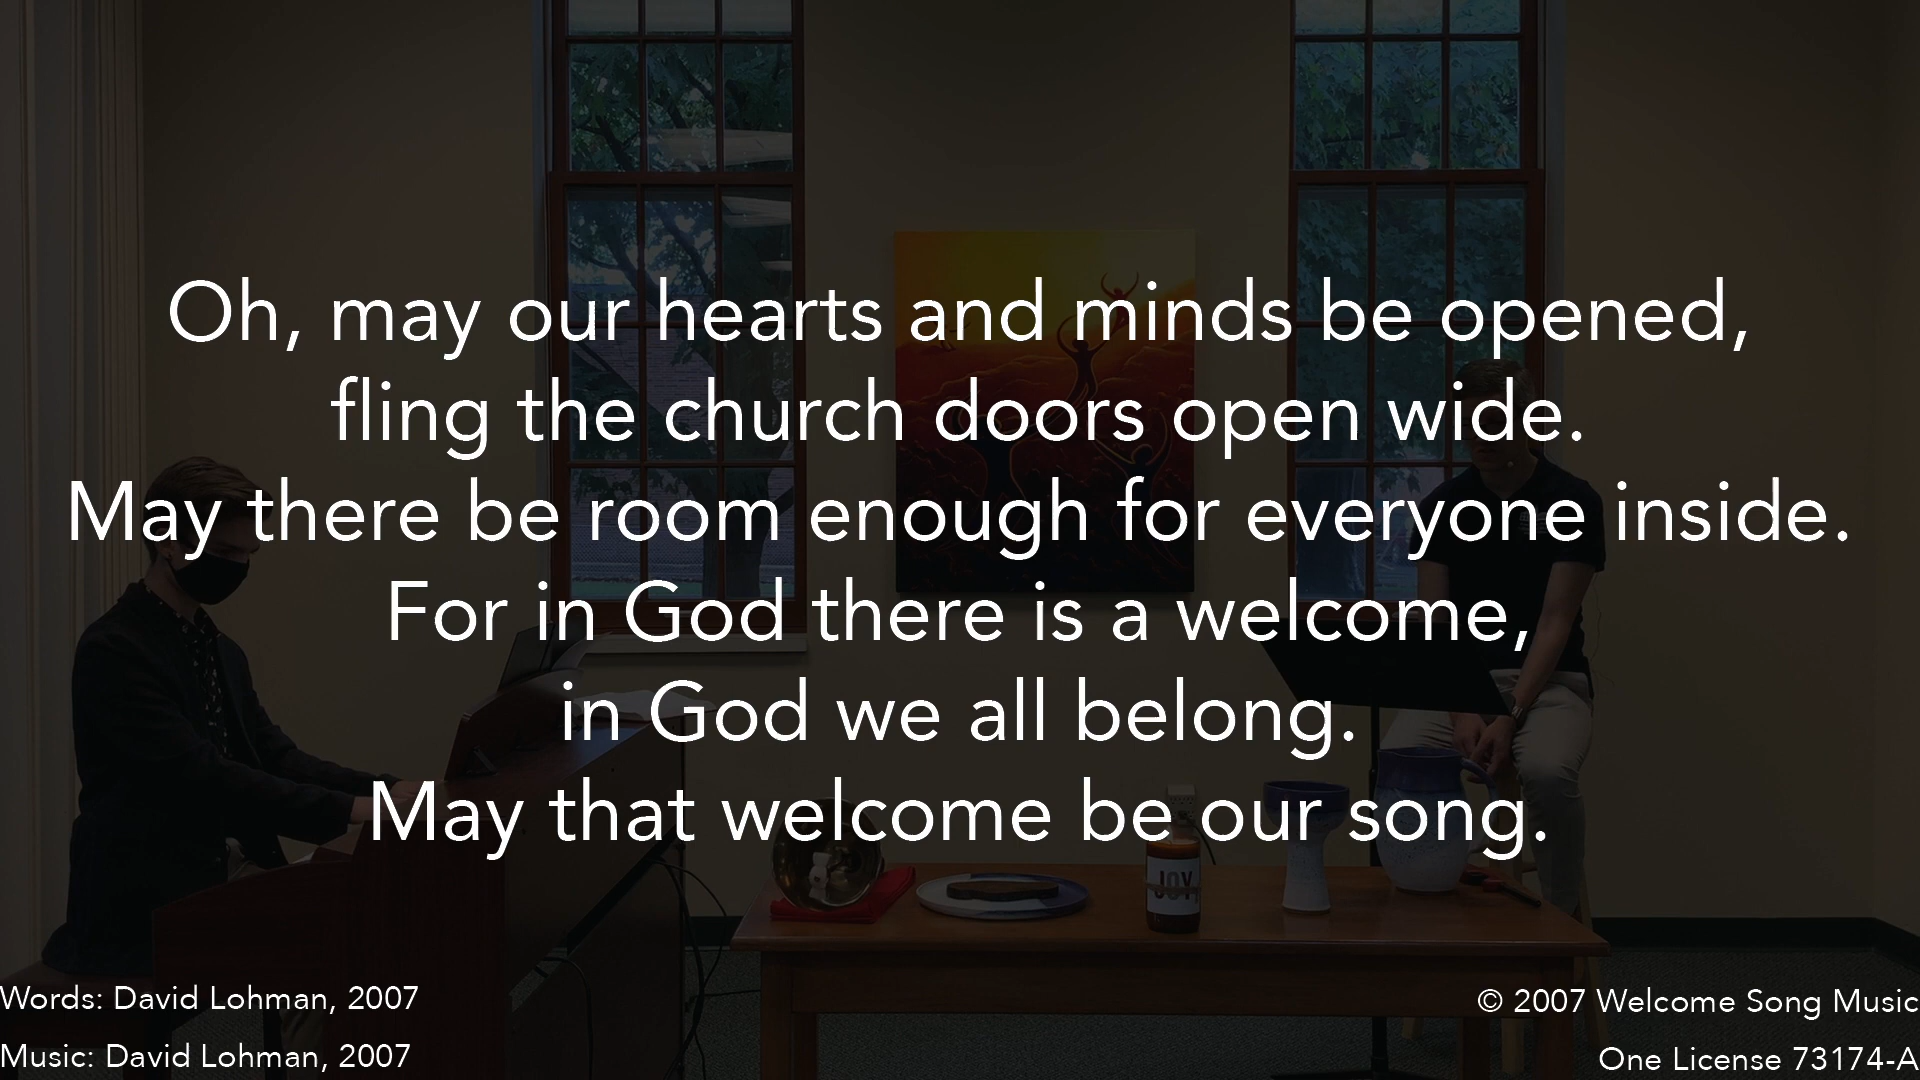 Oh, may our hearts and minds be opened,
fling the church doors open wide.
May there be room enough for everyone inside.
For in God there is a welcome,
in God we all belong.
May that welcome be our song.
JOY
Words: David Lohman, 2007
Music: David Lohman, 2007
© 2007 Welcome Song Music
One License 73174-A